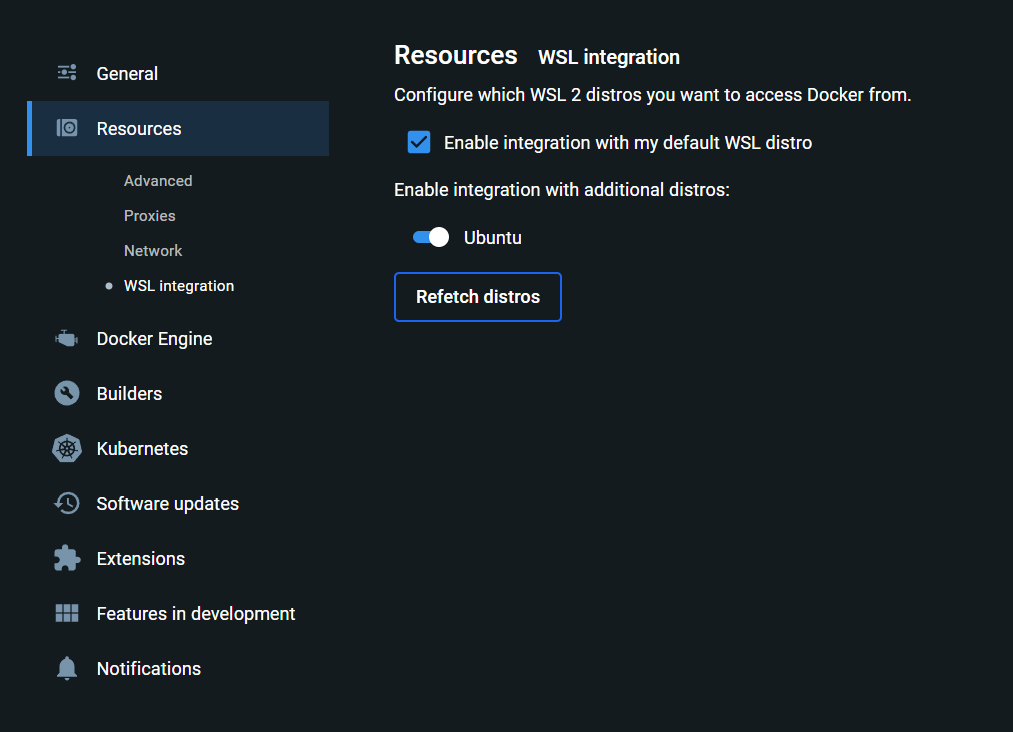 General
Resources
Advanced
Proxies
Network
WSL integration
Docker Engine
Builders
Kubernetes
Software updates
Extensions
Features in development
Notifications
Resources WSL integration
Configure which WSL 2 distros you want to access Docker from.
Enable integration with my default WSL distro
Enable integration with additional distros:
Ubuntu
Refetch distros